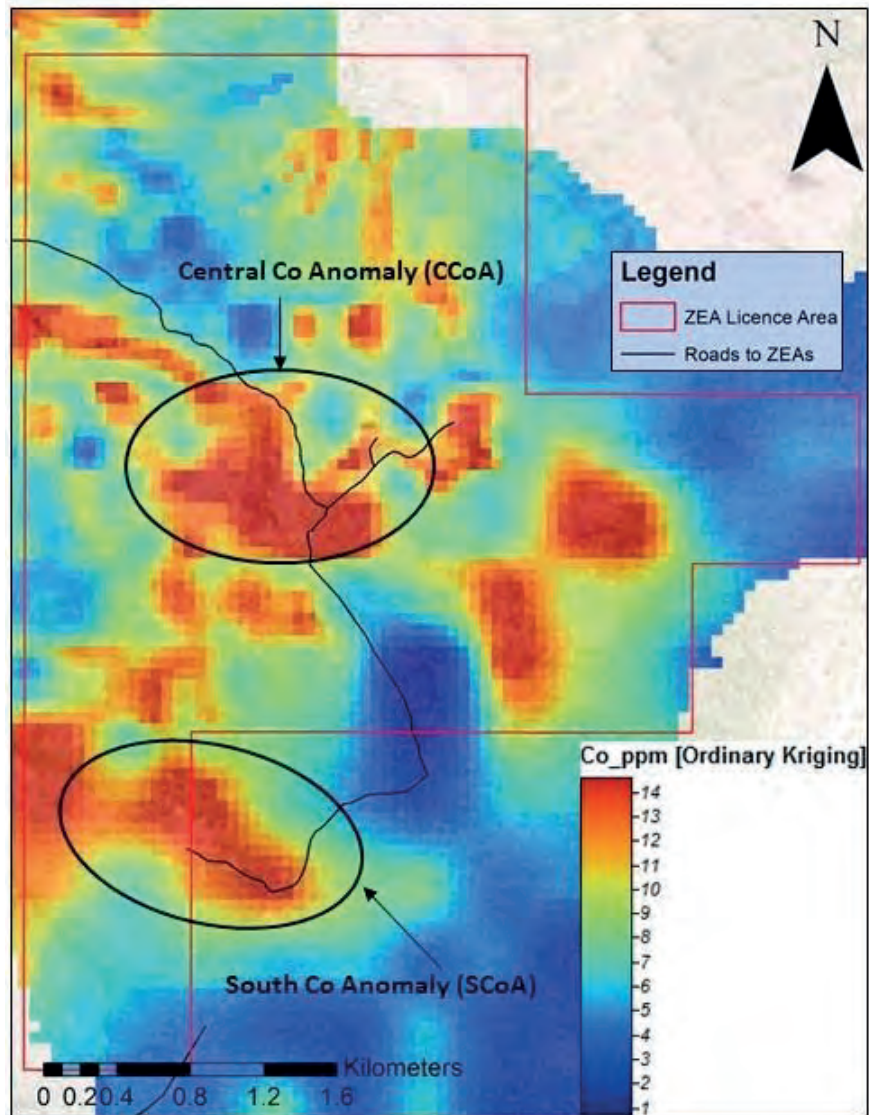 N
Central Co Anomaly (CCoA)
Legend
ZEA Licence Area
Roads to ZEAs
Co_ppm [Ordinary Kriging]
14
13
12
11
10
9
8
7
6
5
4
3
2
1
South Co Anomaly (SCoA)
Kilometers
0 0.2 0.4 0.8 1.2 1.6